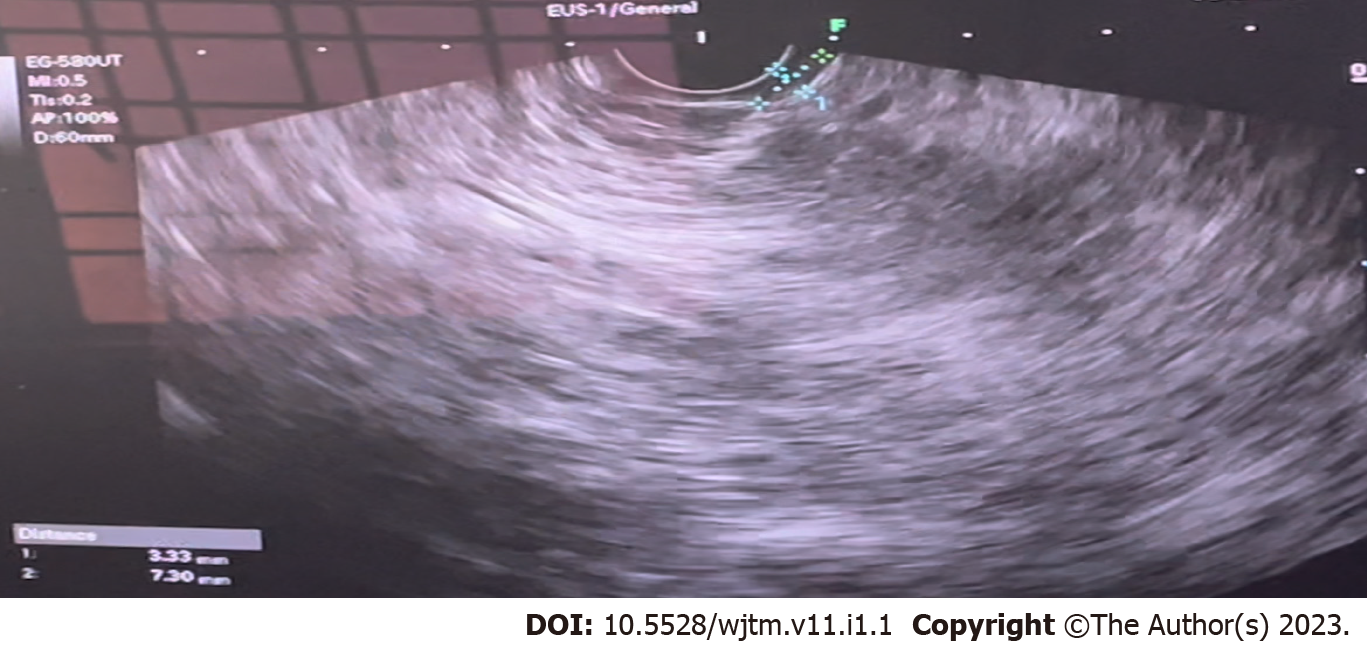 EUS-1/General
F
EG-580UT
MI:0.5
TIs:0.2
AP:100%
D:60mm
1
Distance
1: 3.33 mm
2: 7.30 mm
DOI: 10.5528/wjtm.v11.i1.1 Copyright ©The Author(s) 2023.